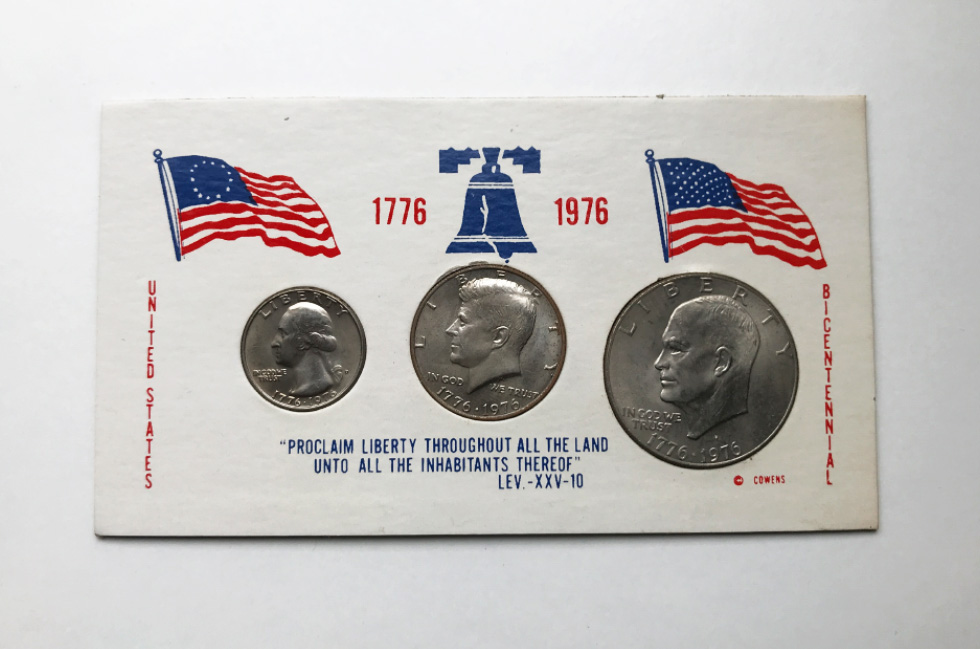 1776
1976
UNITED STATES
BICENTENNIAL
LIBERTY
IN GOD WE
TRUST
1776-1976
LIBERTY
IN GOD
WE TRUST
1776·1976
LIBERTY
IN GOD WE
TRUST
1776·1976
"PROCLAIM LIBERTY THROUGHOUT ALL THE LAND
UNTO ALL THE INHABITANTS THEREOF"
LEV.-XXV-10
© COWENS